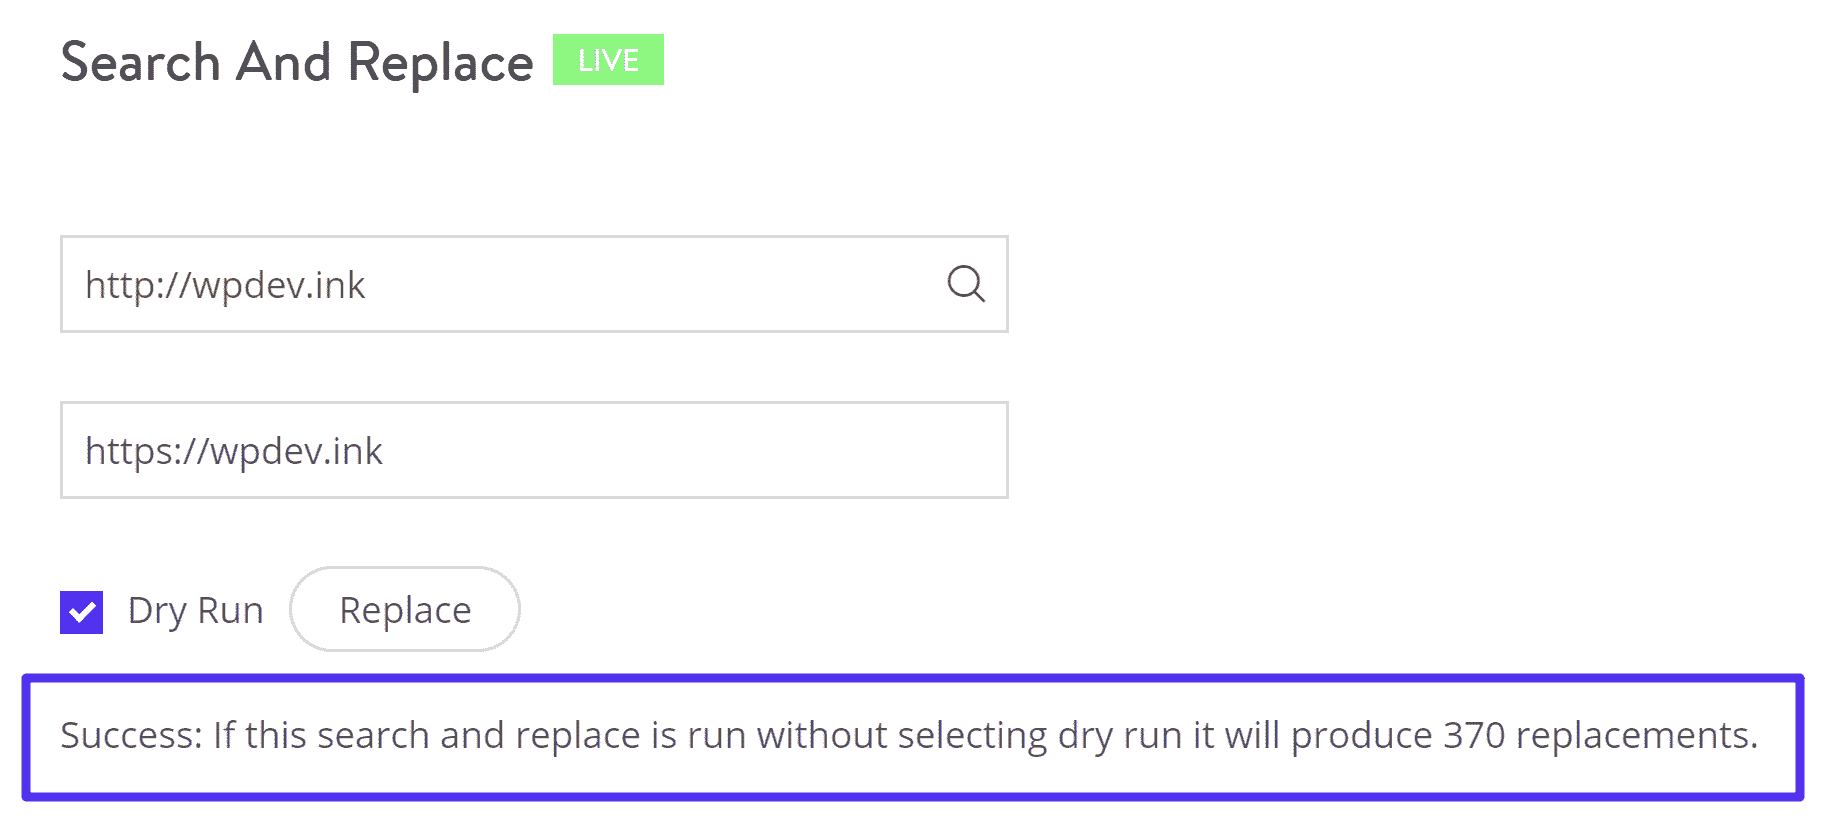 Search And Replace LIVE
http://wpdev.ink
https://wpdev.ink
Dry Run Replace
Success: If this search and replace is run without selecting dry run it will produce 370 replacements.